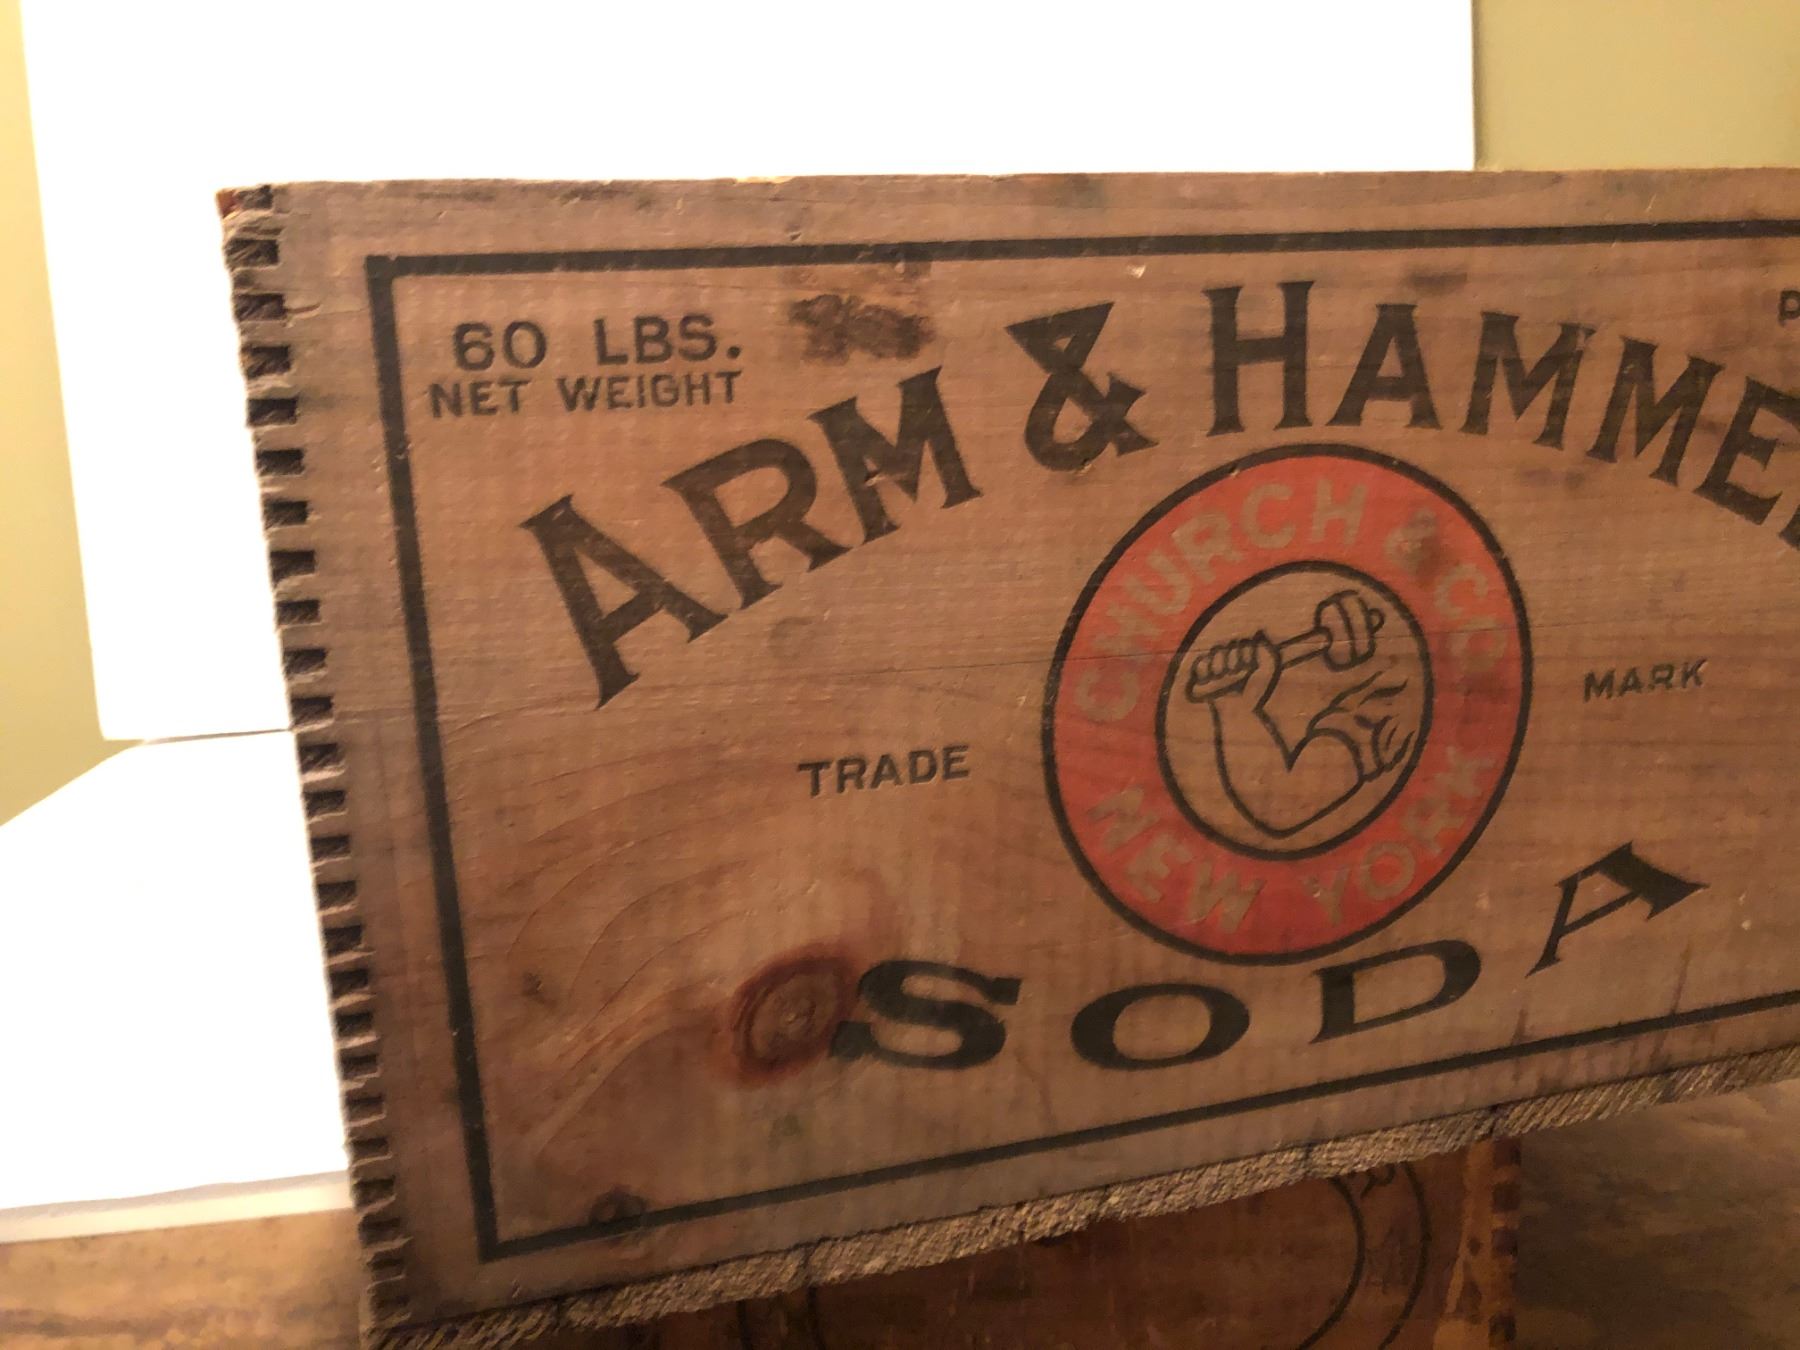 60 LBS.
NET WEIGHT
ARM & HAMME
CHURCH & CO
NEW YORK
TRADE
MARK
SODA